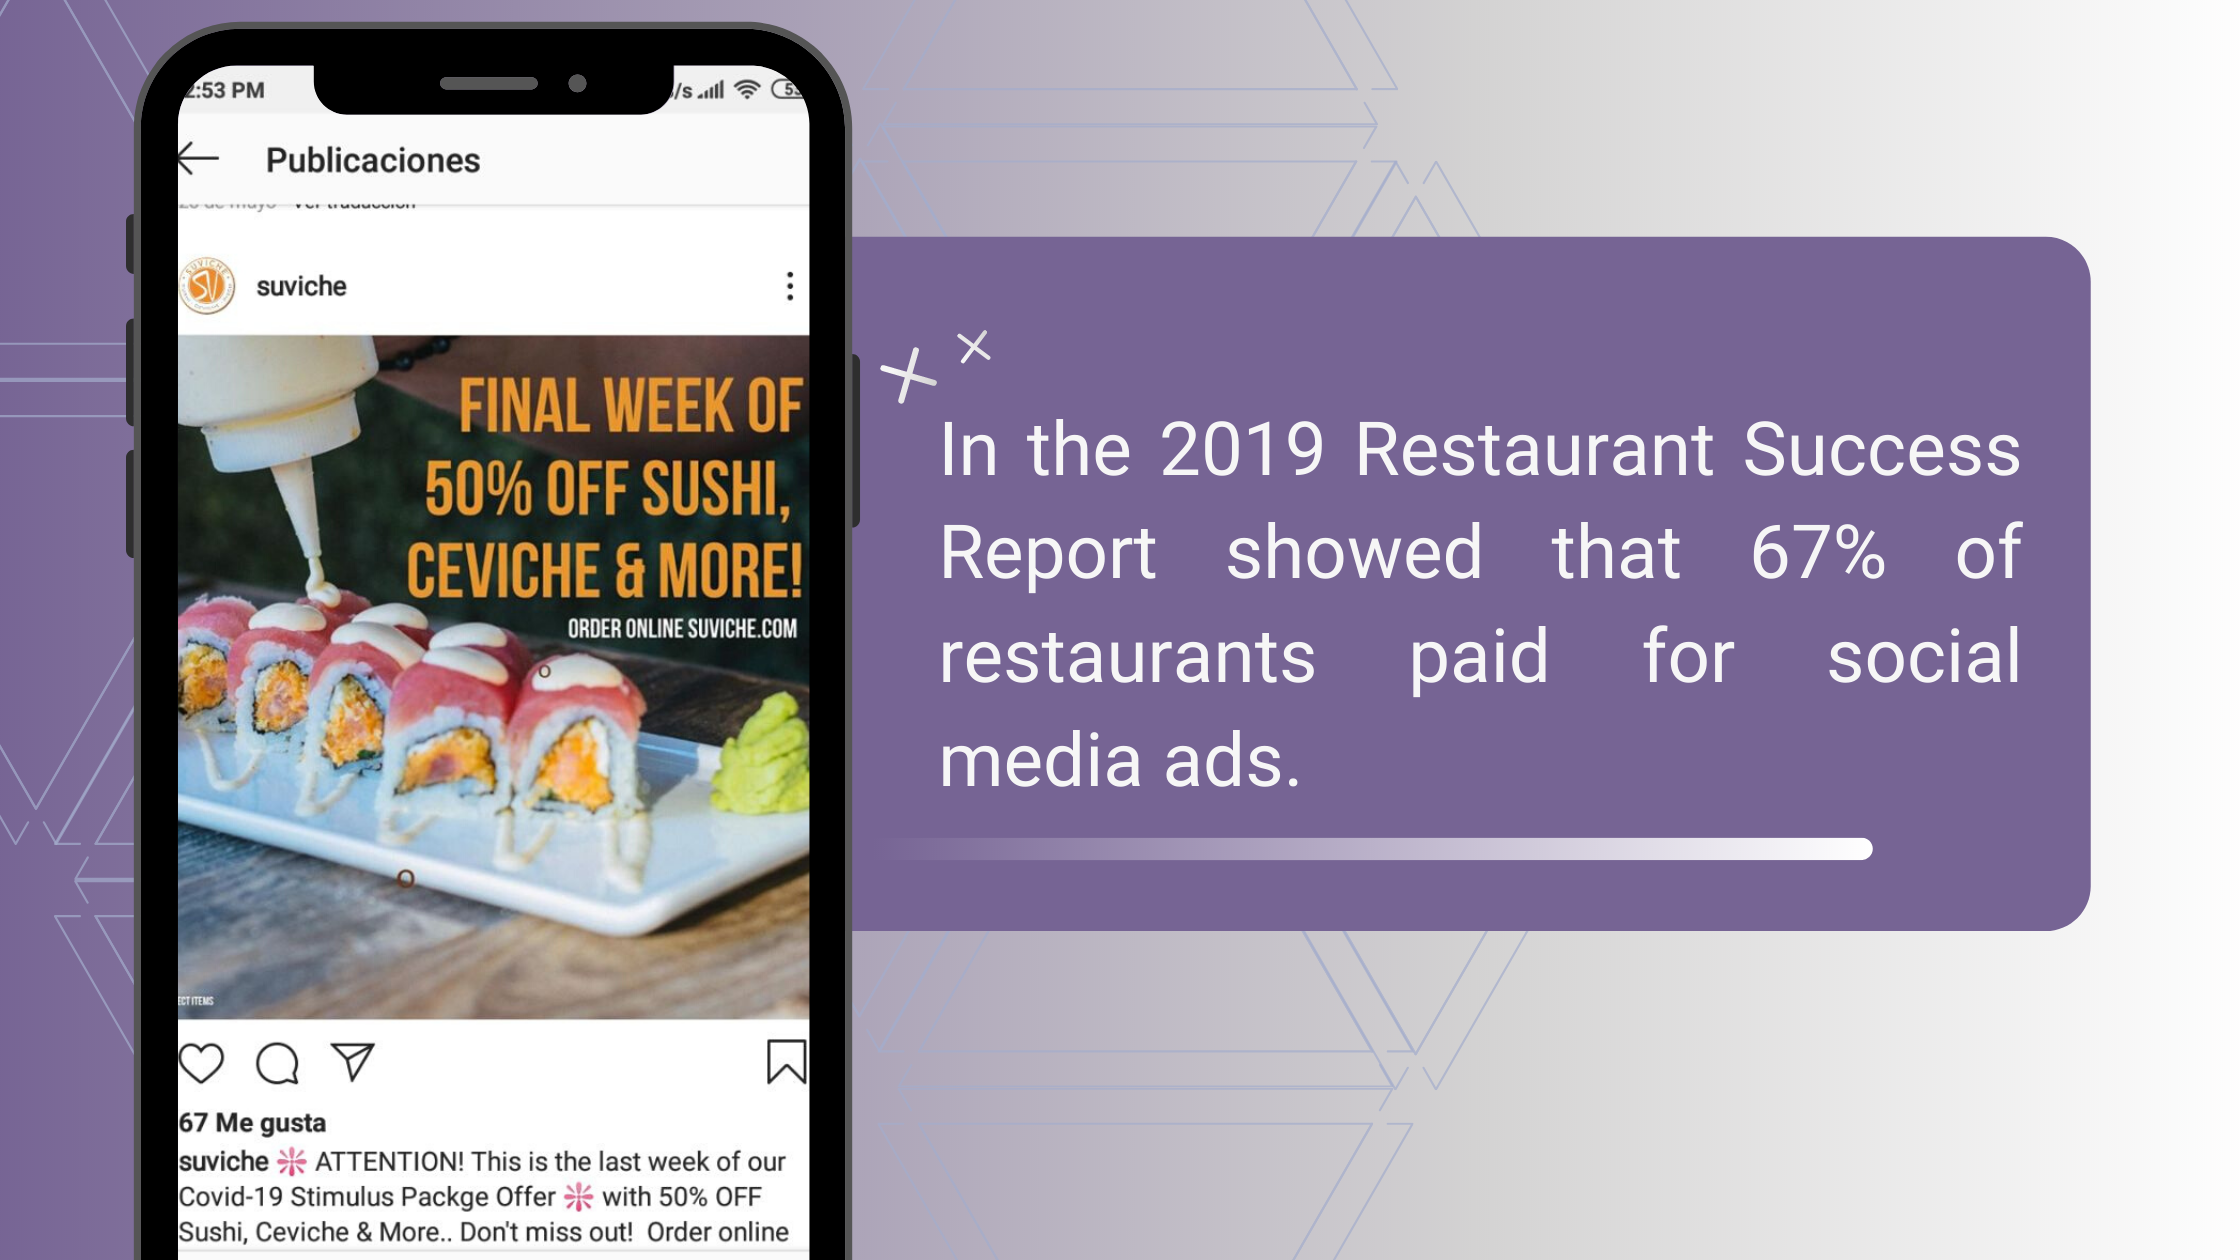 :53 PM
/s
Publicaciones
Ver traducción
suviche
FINAL WEEK OF
50% OFF SUSHI,
CEVICHE & MORE!
ORDER ONLINE SUVICHE.COM
ECT ITEMS
67 Me gusta
suviche ATTENTION! This is the last week of our
Covid-19 Stimulus Packge Offer with 50% OFF
Sushi, Ceviche & More.. Don't miss out! Order online
In the 2019 Restaurant Success
Report showed that 67% of
restaurants paid for social
media ads.